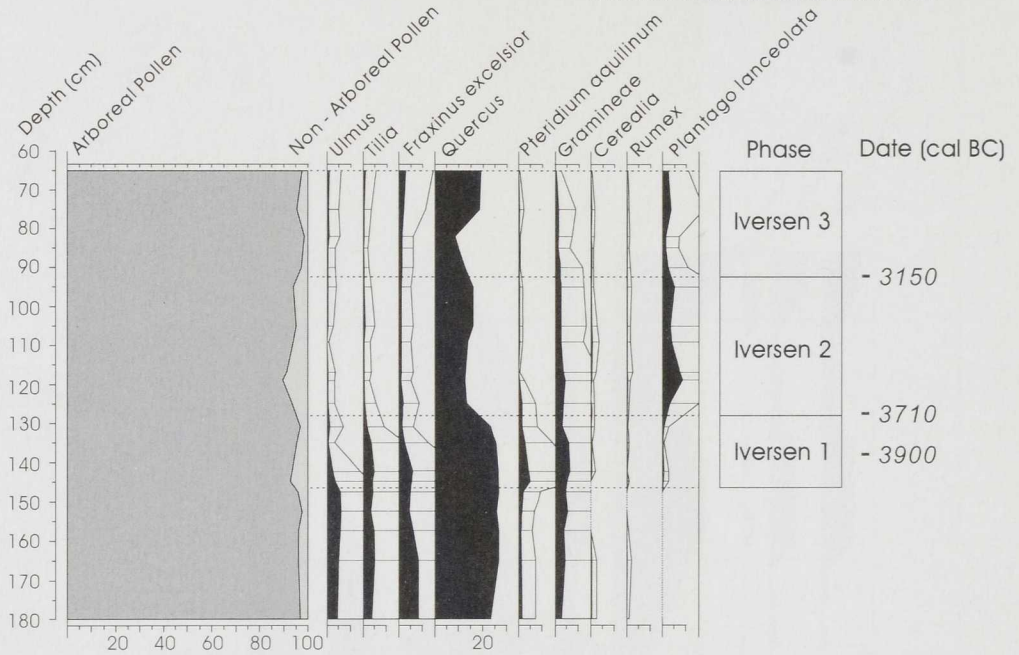 Depth (cm)
Arboreal Pollen
Non - Arboreal Pollen
Ulmus
Tilia
Fraxinus excelsior
Quercus
Pteridium aquilinum
Gramineae
Cerealia
Rumex
Plantago lanceolata
Phase
Date (cal BC)
60
70
80
90
100
110
120
130
140
150
160
170
180
Iversen 3
- 3150
Iversen 2
- 3710
Iversen 1
- 3900
20 40 60 80 100
20